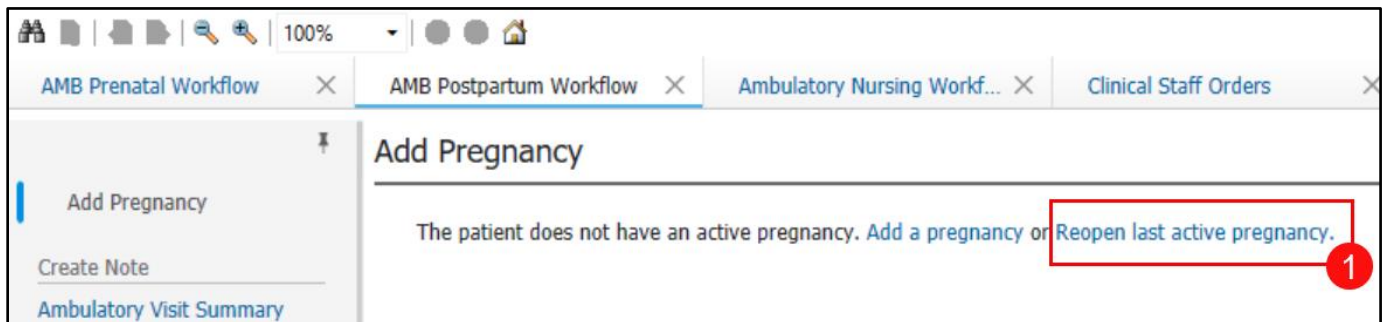 100%
AMB Prenatal Workflow
AMB Postpartum Workflow
Ambulatory Nursing Workf...
Clinical Staff Orders
Add Pregnancy
Add Pregnancy
The patient does not have an active pregnancy. Add a pregnancy or Reopen last active pregnancy.
1
Create Note
Ambulatory Visit Summary